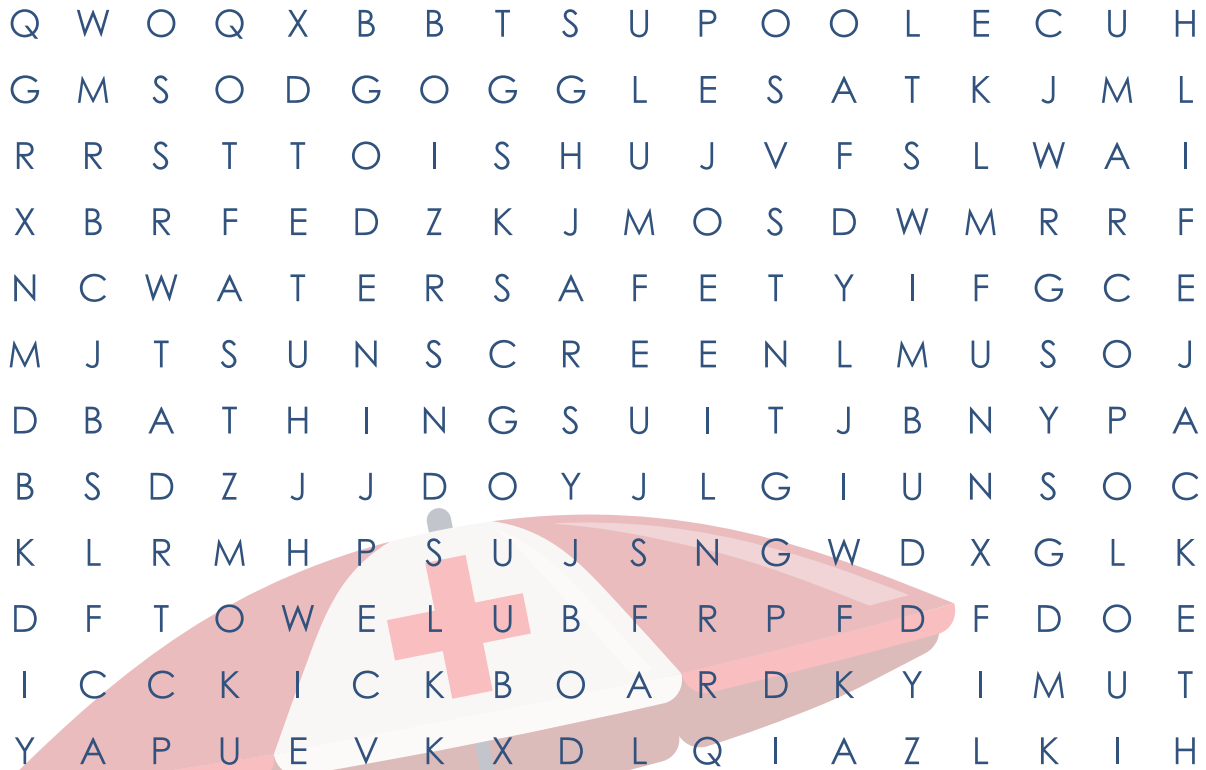 Q W O Q X B B T S U P O O L E C U H
G M S O D G O G G L E S A T K J M L
R R S T T O I S H U J V F S L W A I
X B R F E D Z K J M O S D W M R R F
N C W A T E R S A F E T Y I F G C E
M J T S U N S C R E E N L M U S O J
D B A T H I N G S U I T J B N Y P A
B S D Z J J D O Y J L G I U N S O C
K L R M H P S U J S N G W D X G L K
D F T O W E L U B F R P F D F D O E
I C C K I C K B O A R D K Y I M U T
Y A P U E V K X D L Q I A Z L K I H